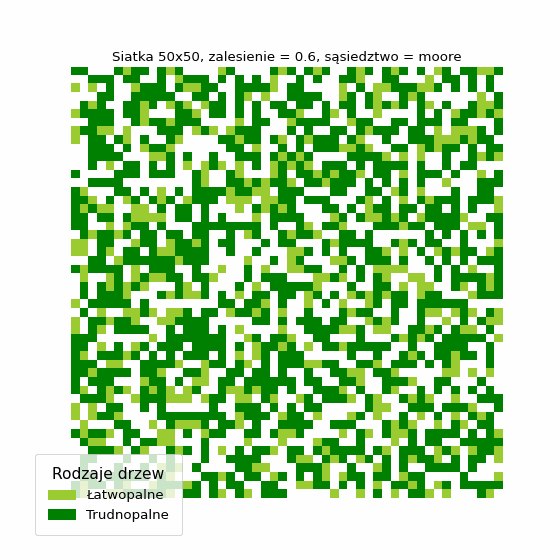 Siatka 50x50, zalesienie = 0.6, sąsiedztwo = moore
Rodzaje drzew
Łatwopalne
Trudnopalne